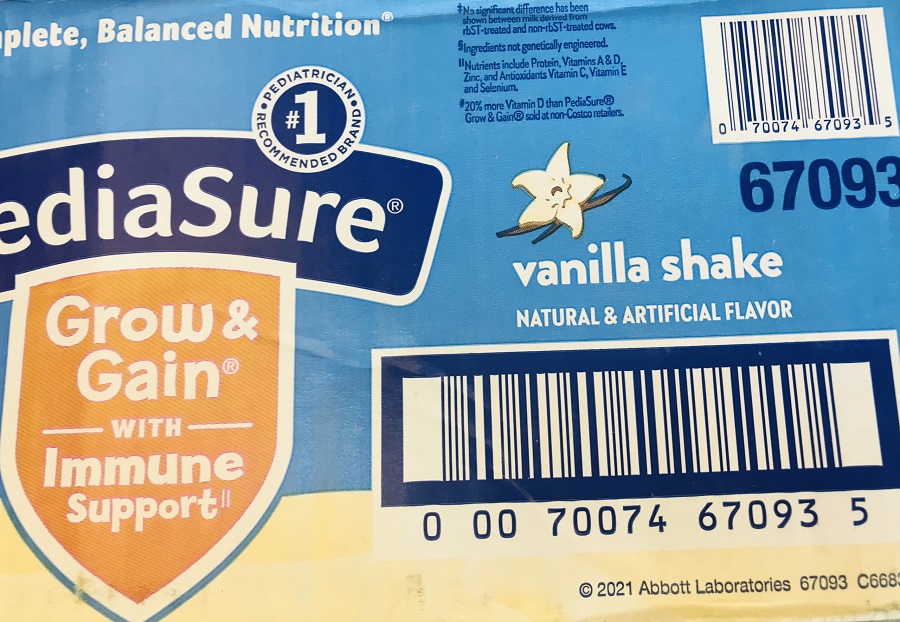 plete, Balanced Nutrition®
‡No significant difference has been
shown between milk derived from
rbST-treated and non-rbST-treated cows.
§Ingredients not genetically engineered.
||Nutrients include Protein, Vitamins A & D,
Zinc, and Antioxidants Vitamin C, Vitamin E
and Selenium.
#20% more Vitamin D than PediaSure®
Grow & Gain® sold at non-Costco retailers.
0 70074 67093 5
67093
PEDIATRICIAN
#1
RECOMMENDED BRAND
ediaSure®
Grow &
Gain®
WITH
Immune
Support||
vanilla shake
NATURAL & ARTIFICIAL FLAVOR
0 00 70074 67093 5
© 2021 Abbott Laboratories 67093 C668